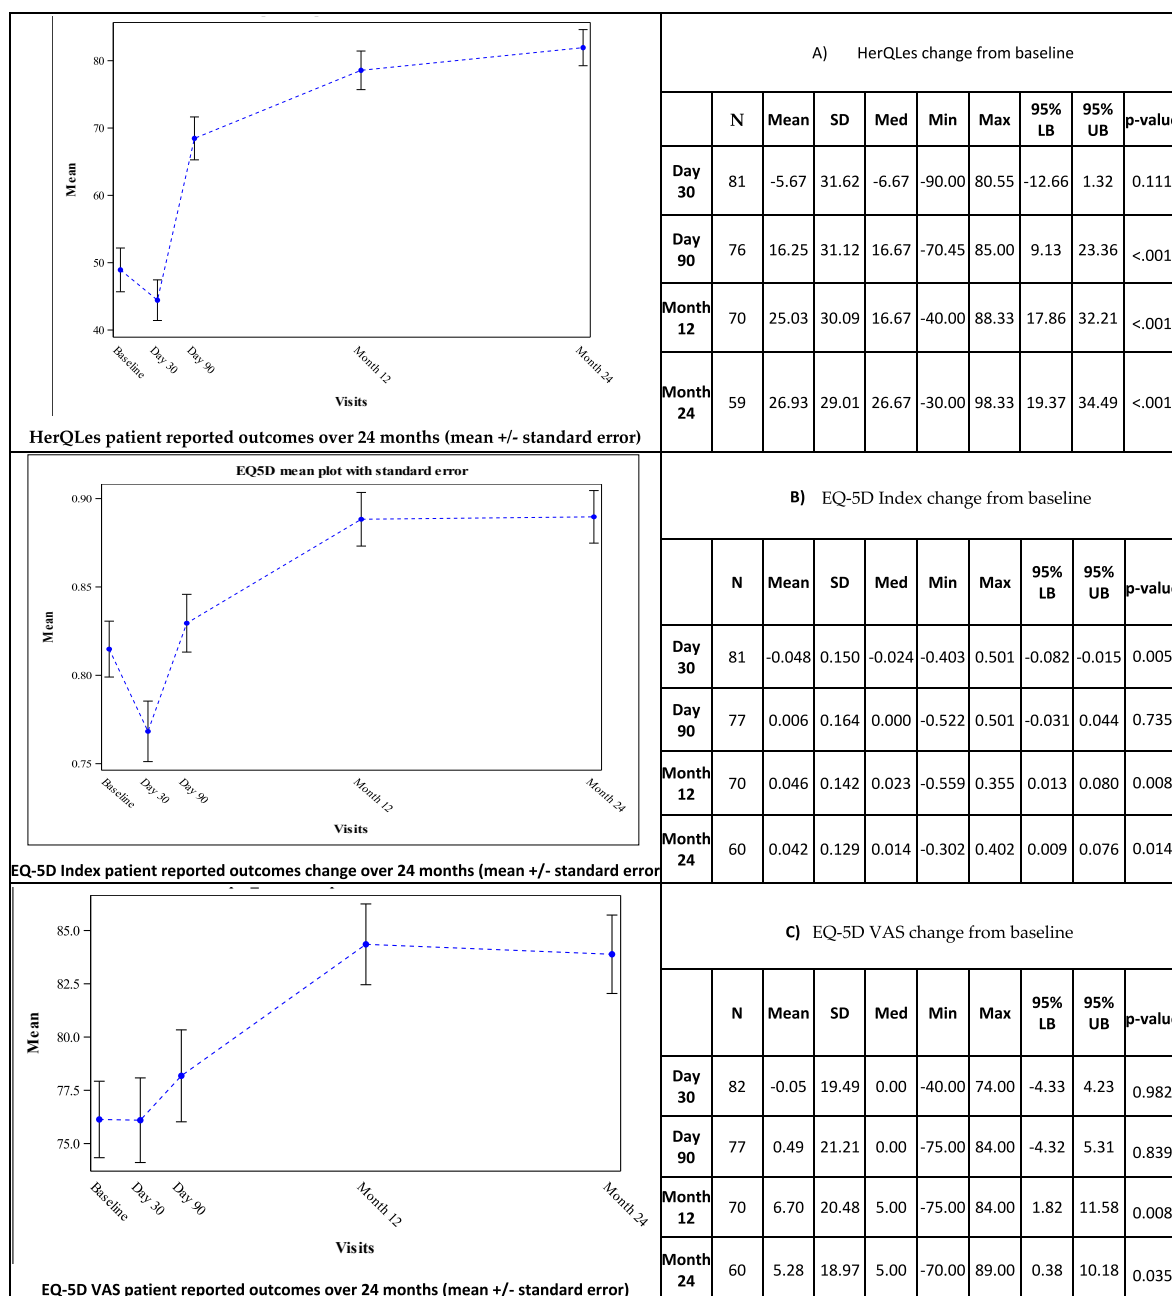 80
70
60
50
40
Mean
Baseline
Day 30
Day 90
Month 12
Month 24
Visits
HerQLes patient reported outcomes over 24 months (mean +/- standard error)
A) HerQLes change from baseline
N Mean SD Med Min Max 95% LB 95% UB p-value
Day 30 81 -5.67 31.62 -6.67 -90.00 80.55 -12.66 1.32 0.111
Day 90 76 16.25 31.12 16.67 -70.45 85.00 9.13 23.36 <.001
Month 12 70 25.03 30.09 16.67 -40.00 88.33 17.86 32.21 <.001
Month 24 59 26.93 29.01 26.67 -30.00 98.33 19.37 34.49 <.001
EQ5D mean plot with standard error
0.90
0.85
0.80
0.75
Mean
Baseline
Day 30
Day 90
Month 12
Month 24
Visits
EQ-5D Index patient reported outcomes change over 24 months (mean +/- standard error
B) EQ-5D Index change from baseline
N Mean SD Med Min Max 95% LB 95% UB p-value
Day 30 81 -0.048 0.150 -0.024 -0.403 0.501 -0.082 -0.015 0.005
Day 90 77 0.006 0.164 0.000 -0.522 0.501 -0.031 0.044 0.735
Month 12 70 0.046 0.142 0.023 -0.559 0.355 0.013 0.080 0.008
Month 24 60 0.042 0.129 0.014 -0.302 0.402 0.009 0.076 0.014
85.0
82.5
80.0
77.5
75.0
Mean
Baseline
Day 30
Day 90
Month 12
Month 24
Visits
EQ-5D VAS patient reported outcomes over 24 months (mean +/- standard error)
C) EQ-5D VAS change from baseline
N Mean SD Med Min Max 95% LB 95% UB p-value
Day 30 82 -0.05 19.49 0.00 -40.00 74.00 -4.33 4.23 0.982
Day 90 77 0.49 21.21 0.00 -75.00 84.00 -4.32 5.31 0.839
Month 12 70 6.70 20.48 5.00 -75.00 84.00 1.82 11.58 0.008
Month 24 60 5.28 18.97 5.00 -70.00 89.00 0.38 10.18 0.035